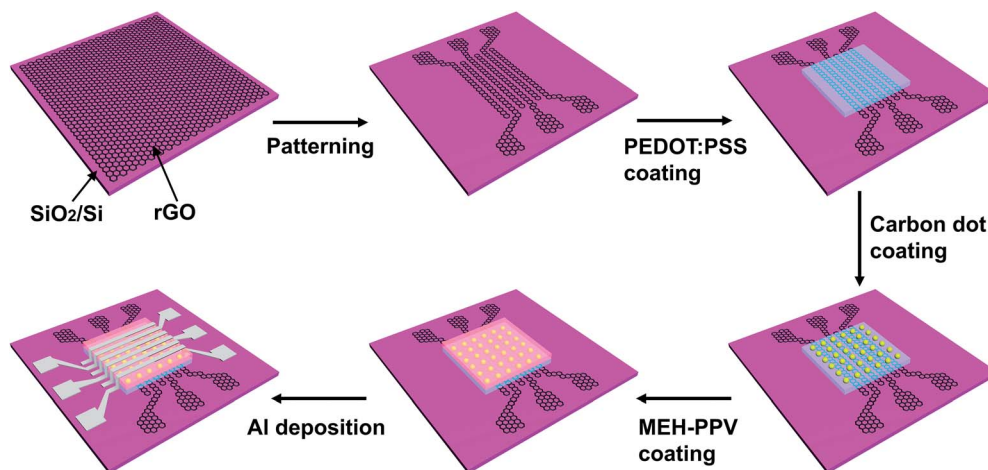 Patterning
PEDOT:PSS
coating
SiO2/Si
rGO
Carbon dot
coating
Al deposition
MEH-PPV
coating